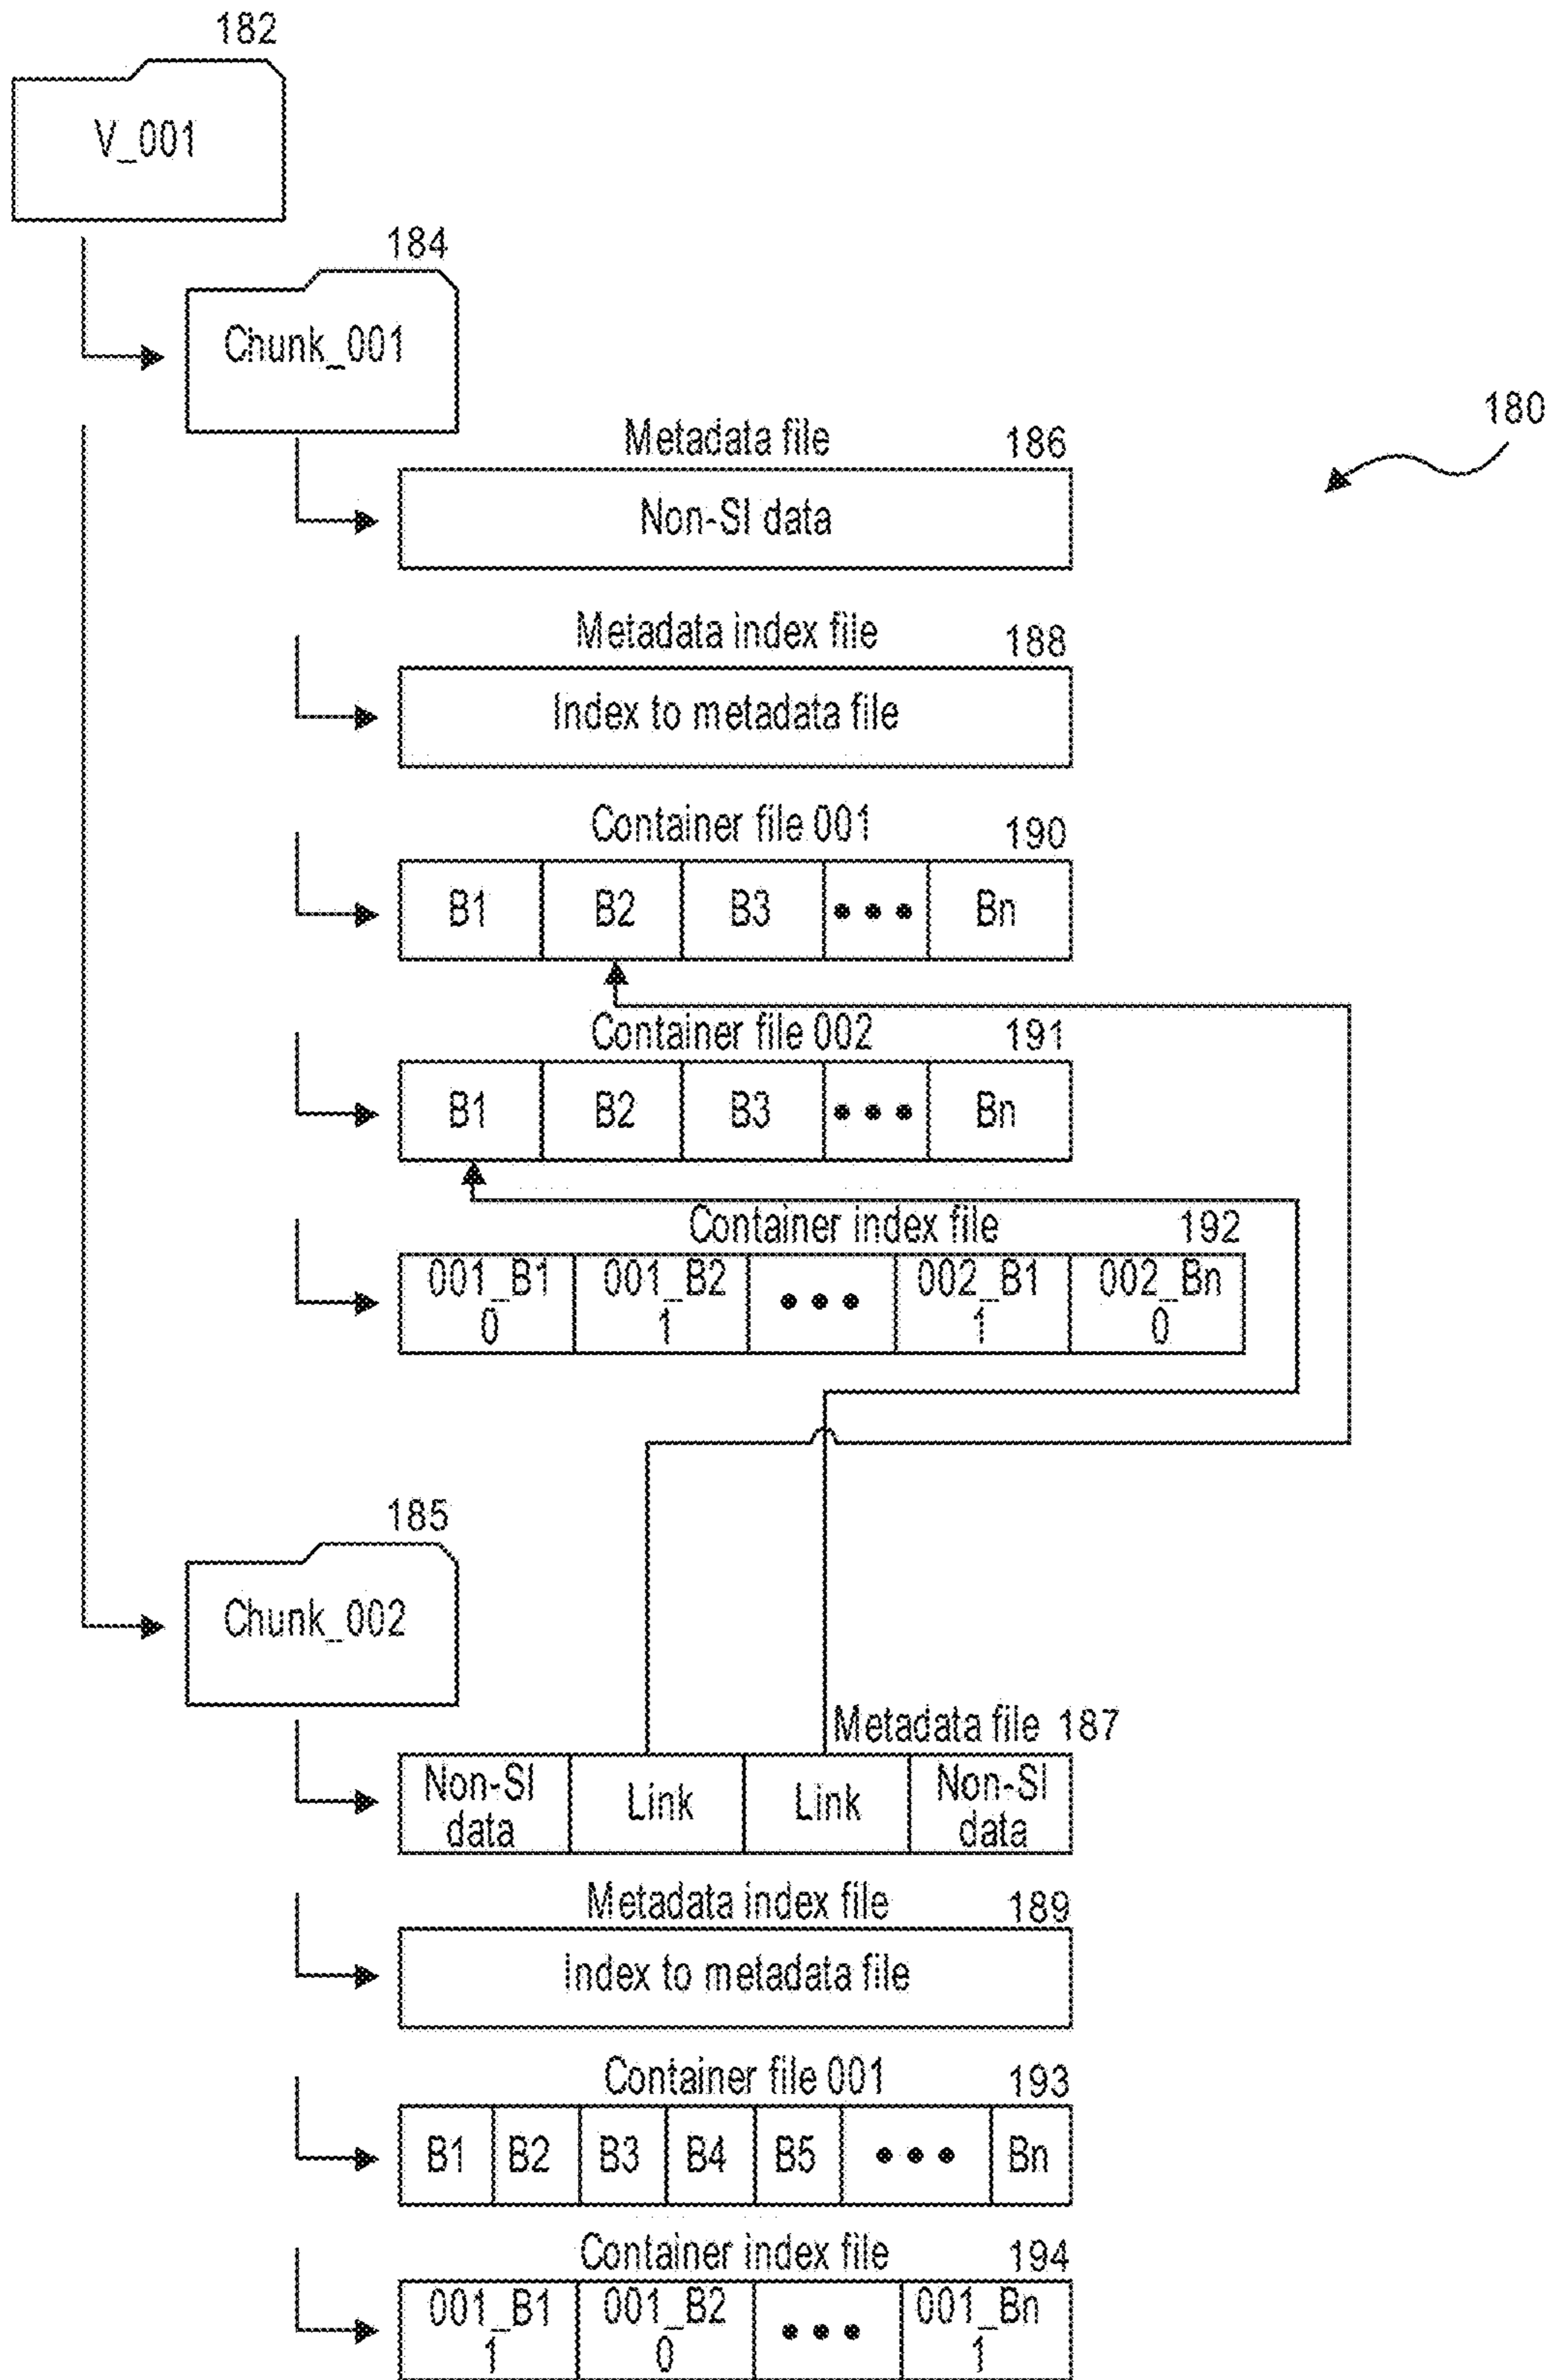 182
V_001
184
Chunk_001
180
Metadata file 186
Non-SI data
Metadata index file 188
Index to metadata file
Container file 001 190
B1 B2 B3 ••• Bn
Container file 002 191
B1 B2 B3 ••• Bn
Container index file 192
001_B1 001_B2 ••• 002_B1 002_Bn
0 1 1 0
185
Chunk_002
Metadata file 187
Non-SI Link Link Non-SI
data data
Metadata index file 189
Index to metadata file
Container file 001 193
B1 B2 B3 B4 B5 ••• Bn
Container index file 194
001_B1 001_B2 ••• 001_Bn
1 0 1